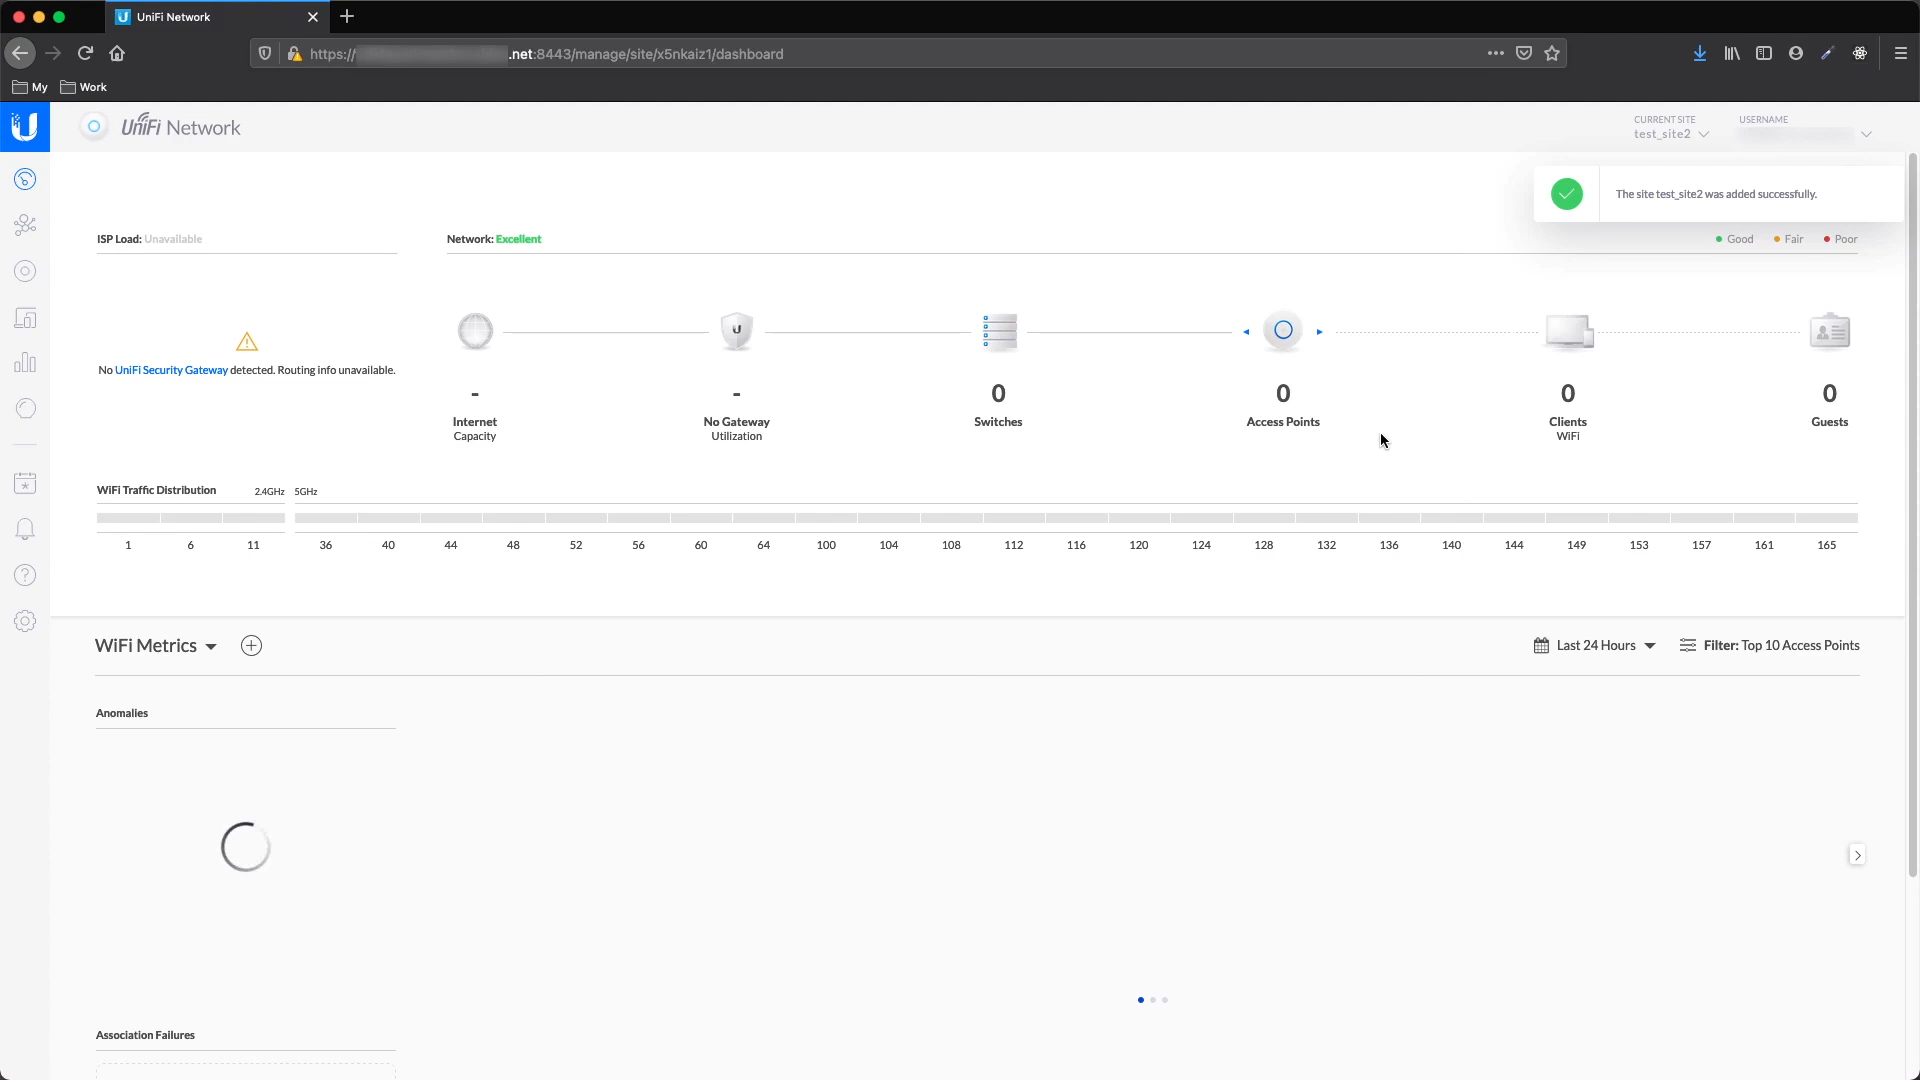 UniFi Network
https://
.net:8443/manage/site/x5nkaiz1/dashboard
My
Work
UniFi Network
CURRENT SITE
test_site2
USERNAME
The site test_site2 was added successfully.
ISP Load: Unavailable
Network: Excellent
Good
Fair
Poor
No UniFi Security Gateway detected. Routing info unavailable.
-
Internet
Capacity
-
No Gateway
Utilization
0
Switches
0
Access Points
0
Clients
WiFi
0
Guests
WiFi Traffic Distribution
2.4GHz
5GHz
1 6 11 36 40 44 48 52 56 60 64 100 104 108 112 116 120 124 128 132 136 140 144 149 153 157 161 165
WiFi Metrics
Last 24 Hours
Filter: Top 10 Access Points
Anomalies
Association Failures